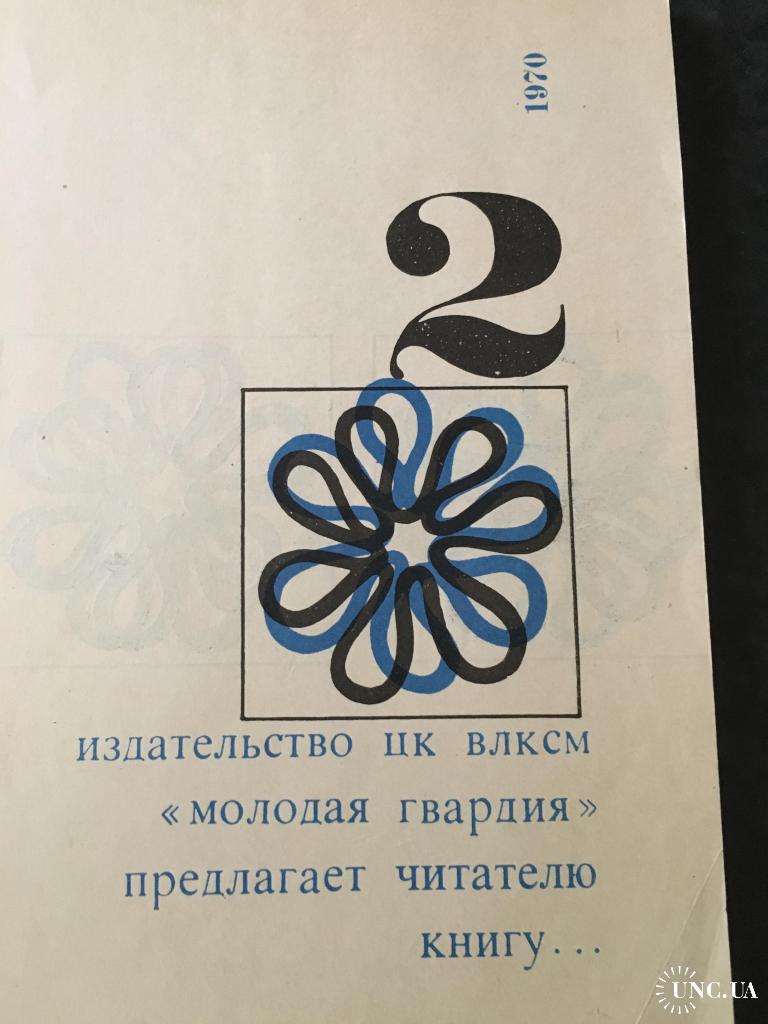 1970
2
издательство цк влксм
«молодая гвардия»
предлагает читателю
книгу...
UNC.UA